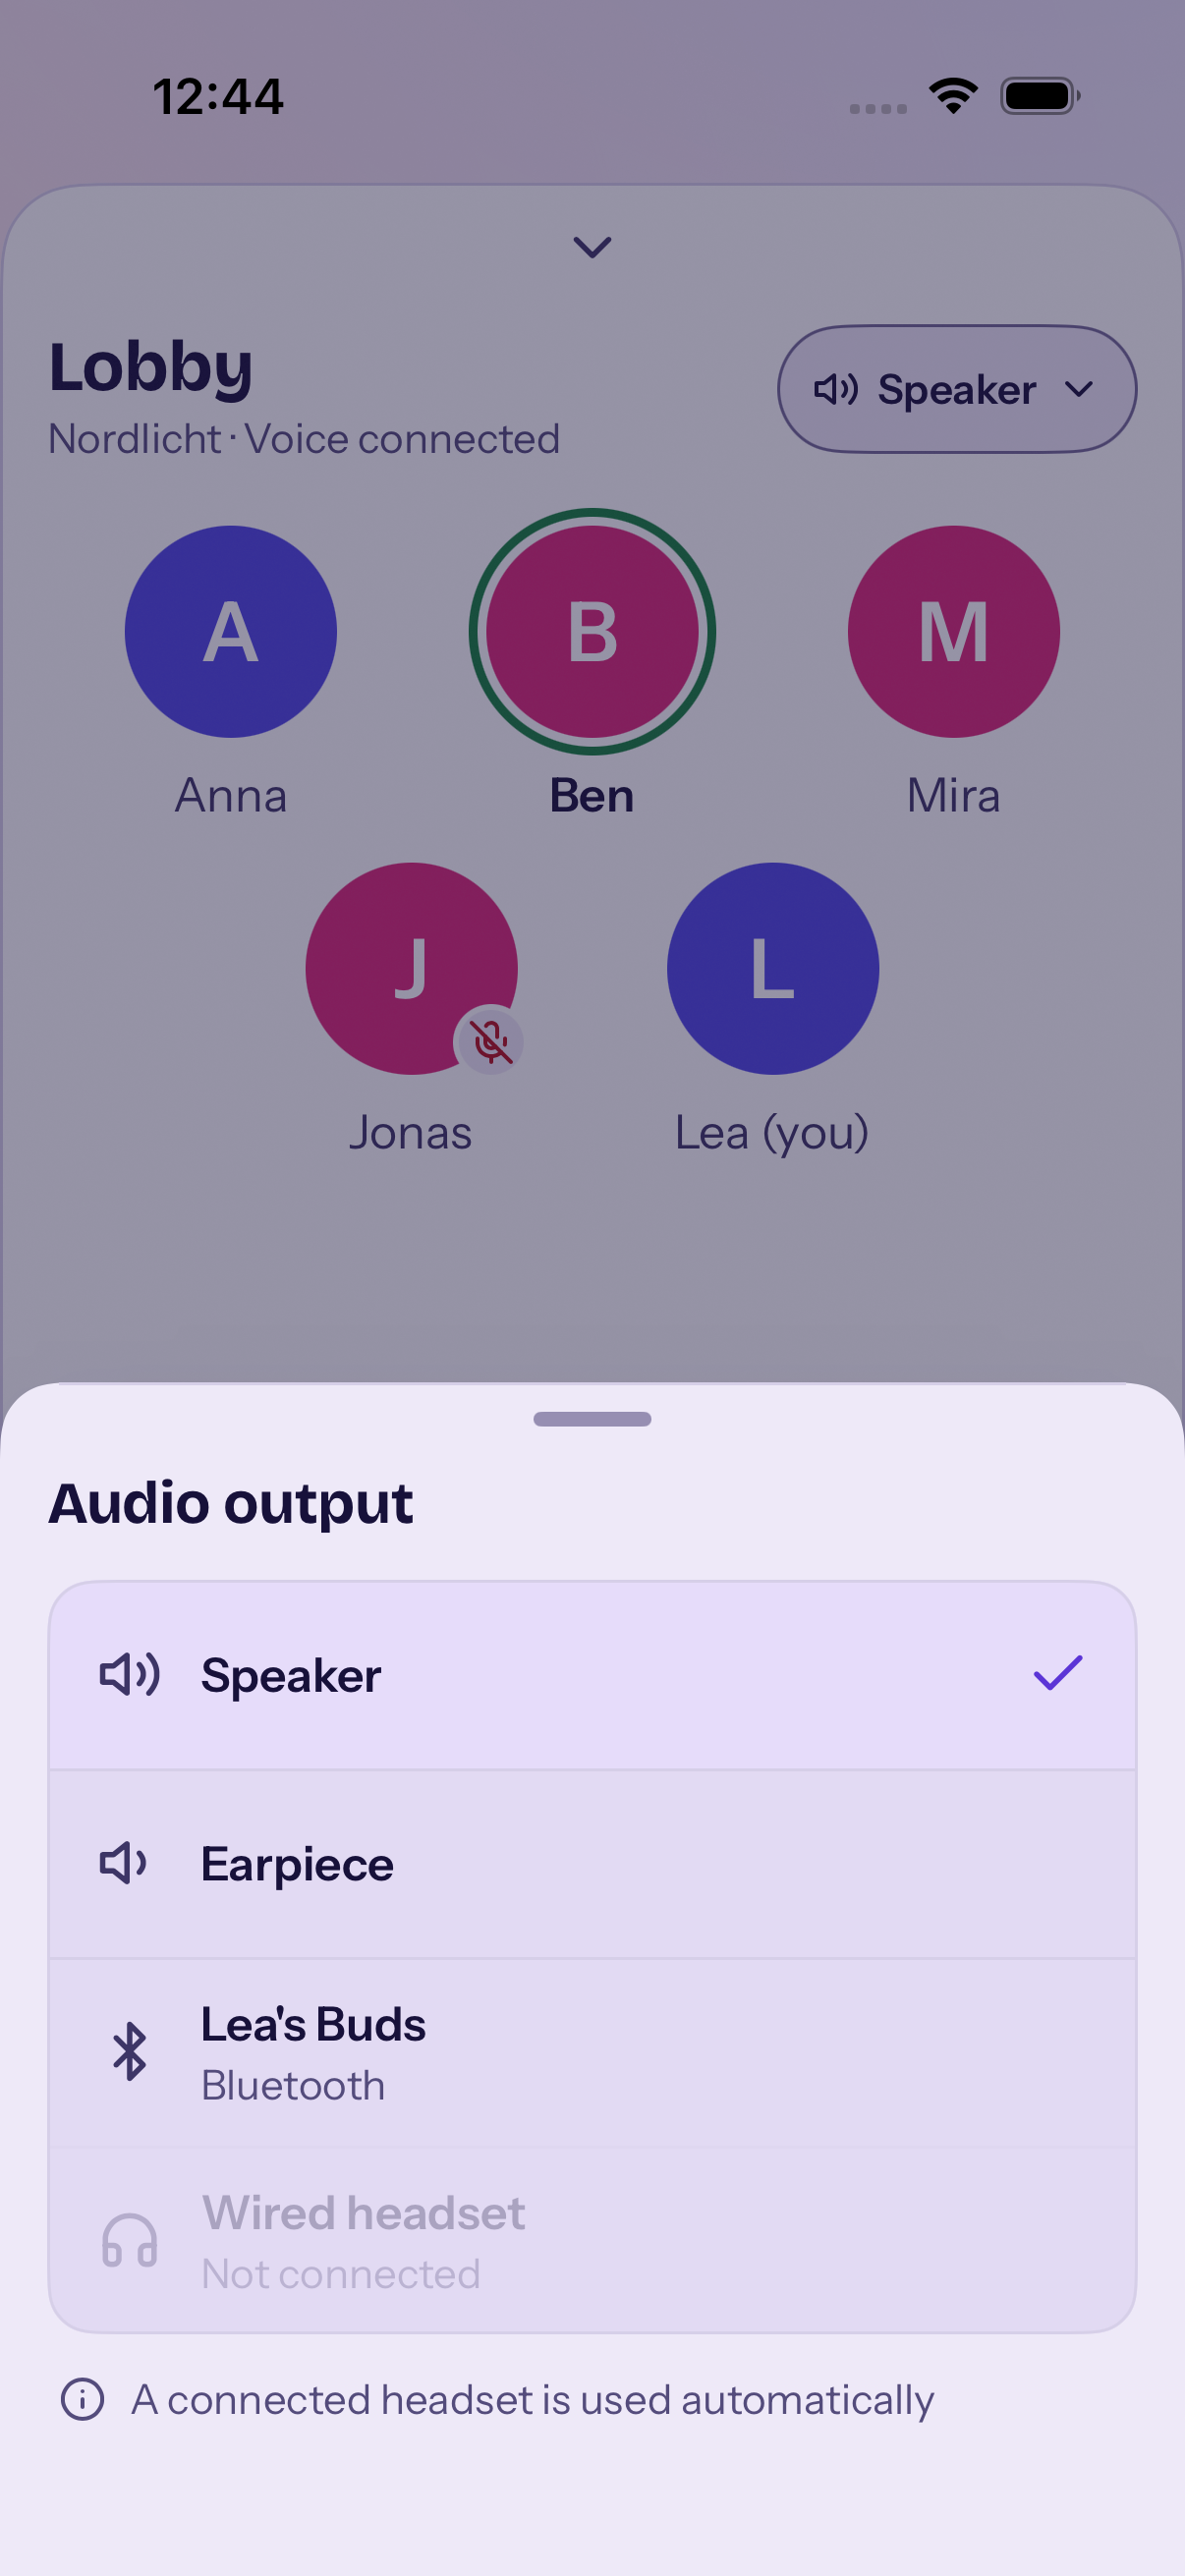 12:44
Lobby
Nordlicht · Voice connected
Speaker
A
B
M
Anna
Ben
Mira
J
L
Jonas
Lea (you)
Audio output
Speaker
Earpiece
Lea's Buds
Bluetooth
Wired headset
Not connected
A connected headset is used automatically